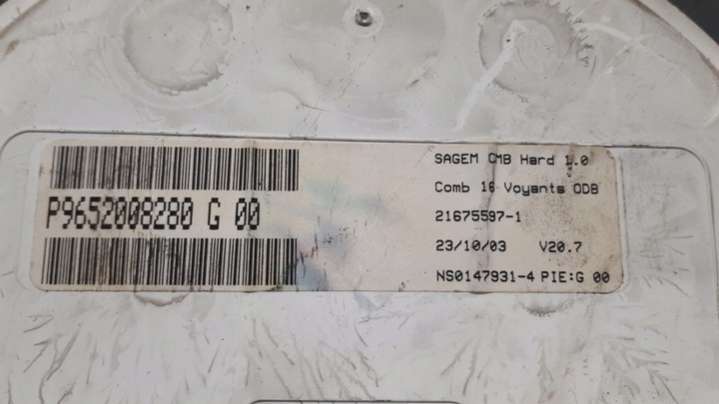 P9652008280 G 00
SAGEM CMB Hard 1.0
Comb 16 Voyants ODB
21675597-1
23/10/03 V20.7
NS0147931-4 PIE:G 00